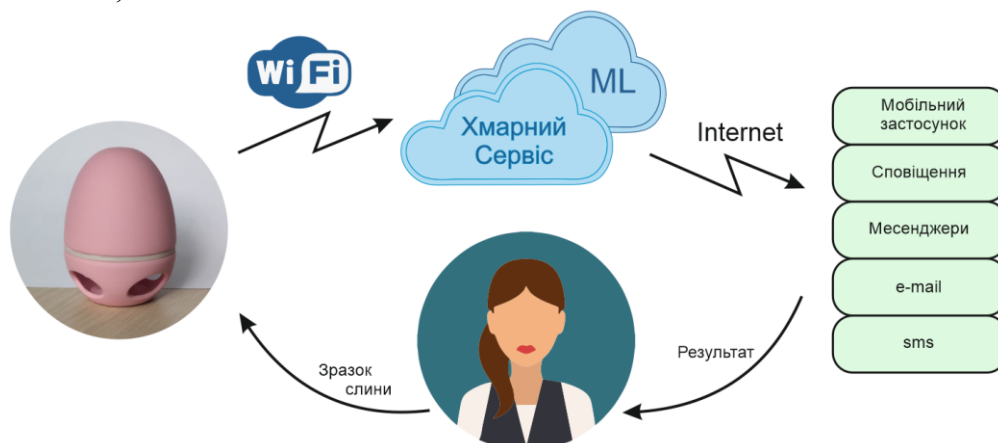 WiFi
ML
Хмарний
Сервіс
Internet
Мобільний
застосунок
Сповіщення
Месенджери
e-mail
sms
Результат
Зразок
слини